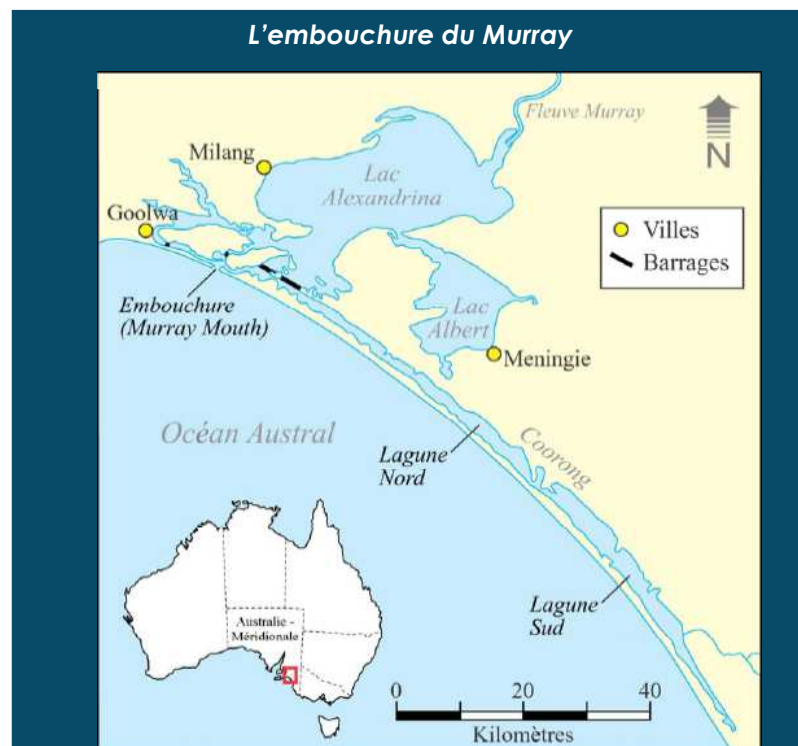 L'embouchure du Murray
Fleuve Murray
N
Milang
Lac
Alexandrina
Goolwa
Villes
Barrages
Embouchure
(Murray Mouth)
Lac
Albert
Meningie
Océan Austral
Lagune
Nord
Coorong
Lagune
Sud
Australie -
Méridionale
0 20 40
Kilomètres